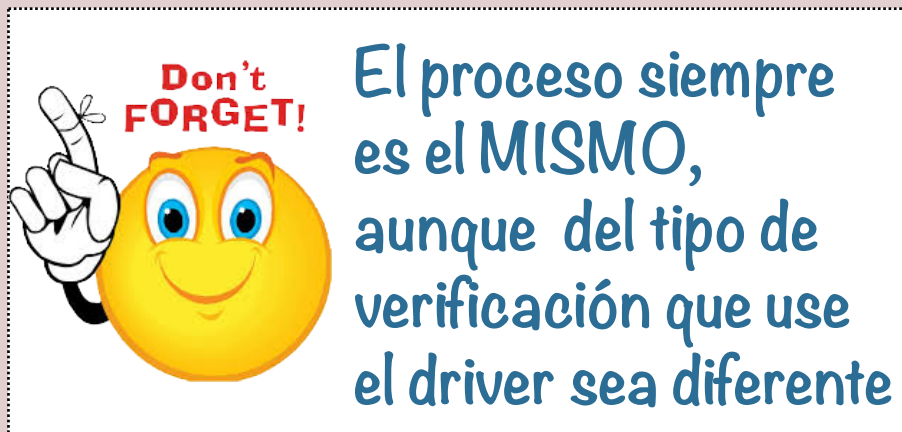 Don't
FORGET!
El proceso siempre
es el MISMO,
aunque del tipo de
verificación que use
el driver sea diferente